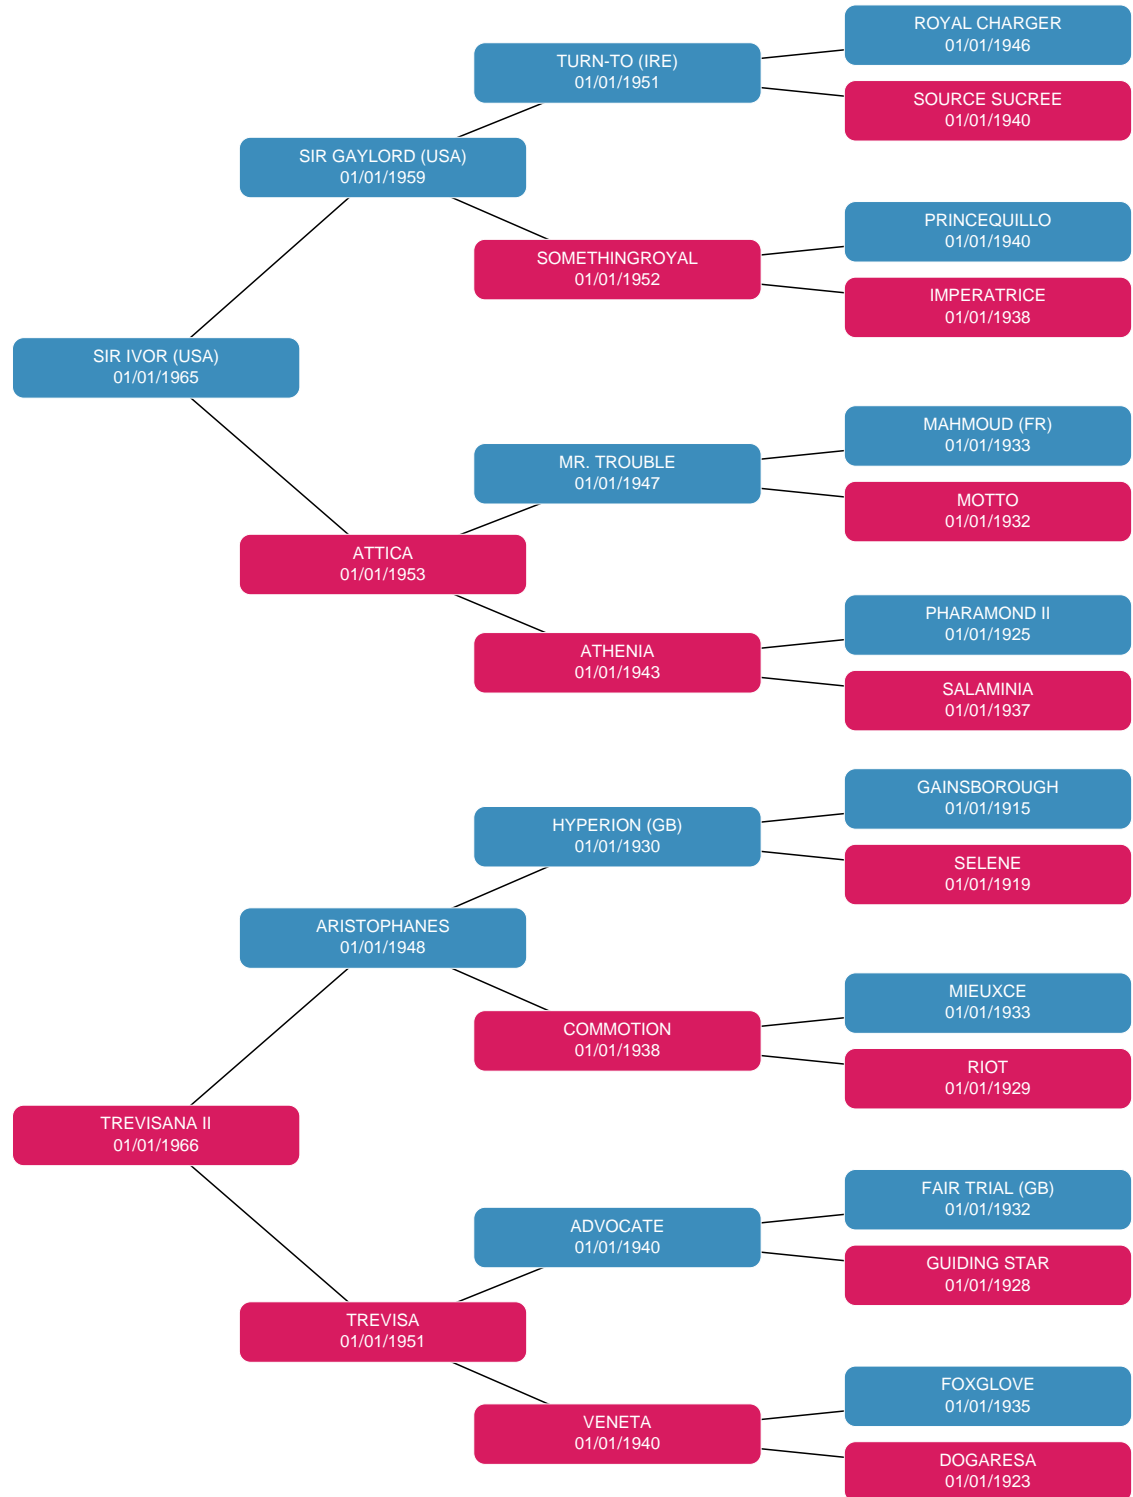 ROYAL CHARGER
01/01/1946
TURN-TO (IRE)
01/01/1951
SOURCE SUCREE
01/01/1940
SIR GAYLORD (USA)
01/01/1959
PRINCEQUILLO
01/01/1940
SOMETHINGROYAL
01/01/1952
IMPERATRICE
01/01/1938
SIR IVOR (USA)
01/01/1965
MAHMOUD (FR)
01/01/1933
MR. TROUBLE
01/01/1947
MOTTO
01/01/1932
ATTICA
01/01/1953
PHARAMOND II
01/01/1925
ATHENIA
01/01/1943
SALAMINIA
01/01/1937
GAINSBOROUGH
01/01/1915
HYPERION (GB)
01/01/1930
SELENE
01/01/1919
ARISTOPHANES
01/01/1948
MIEUXCE
01/01/1933
COMMOTION
01/01/1938
RIOT
01/01/1929
TREVISANA II
01/01/1966
FAIR TRIAL (GB)
01/01/1932
ADVOCATE
01/01/1940
GUIDING STAR
01/01/1928
TREVISA
01/01/1951
FOXGLOVE
01/01/1935
VENETA
01/01/1940
DOGARESA
01/01/1923